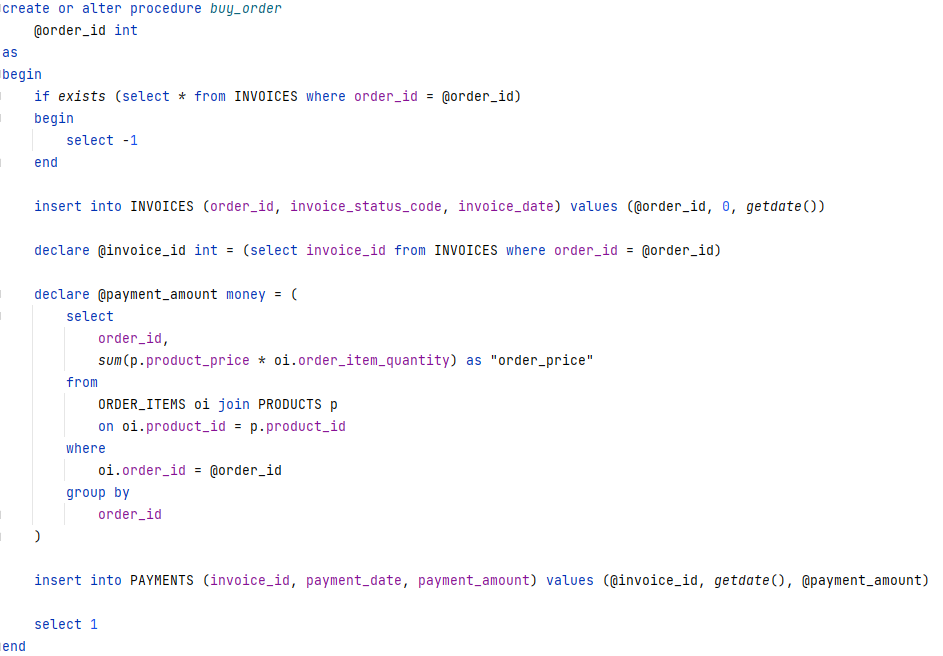 create or alter procedure buy_order
    @order_id int
as
begin
    if exists (select * from INVOICES where order_id = @order_id)
    begin
        select -1
    end

    insert into INVOICES (order_id, invoice_status_code, invoice_date) values (@order_id, 0, getdate())

    declare @invoice_id int = (select invoice_id from INVOICES where order_id = @order_id)

    declare @payment_amount money = (
        select
            order_id,
            sum(p.product_price * oi.order_item_quantity) as "order_price"
        from
            ORDER_ITEMS oi join PRODUCTS p
            on oi.product_id = p.product_id
        where
            oi.order_id = @order_id
        group by
            order_id
    )

    insert into PAYMENTS (invoice_id, payment_date, payment_amount) values (@invoice_id, getdate(), @payment_amount)

    select 1
end